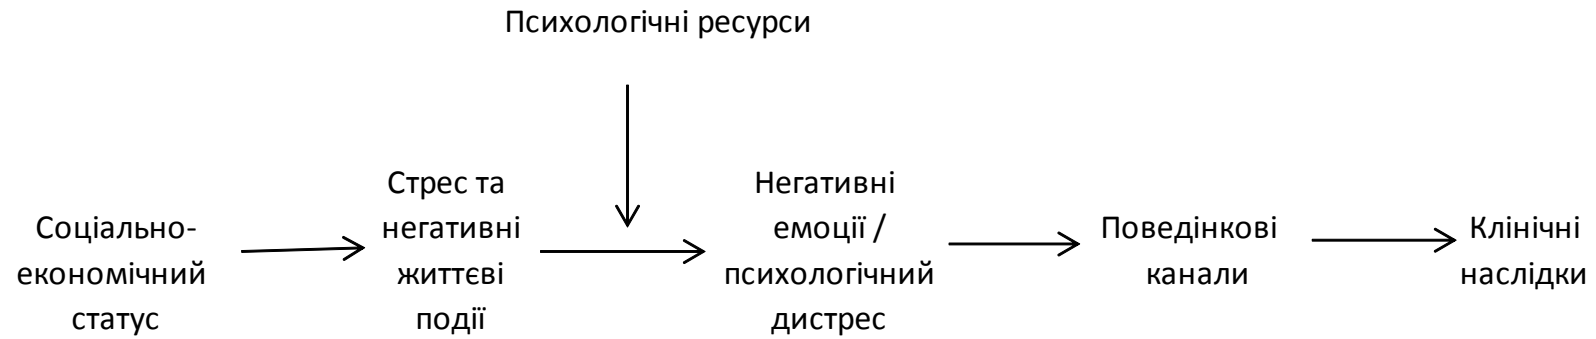 Психологічні ресурси
Соціально-
економічний
статус
Стрес та
негативні
життєві
події
Негативні
емоції /
психологічний
дистрес
Поведінкові
канали
Клінічні
наслідки